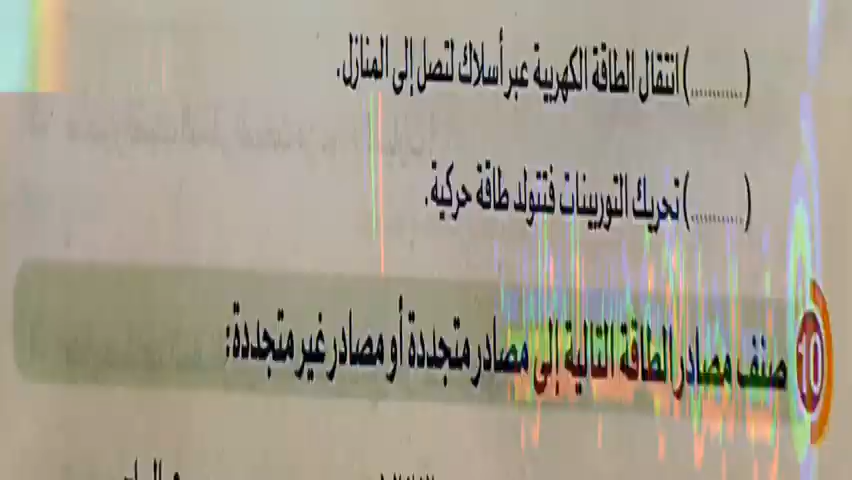 (............) انتقال الطاقة الكهربية عبر أسلاك لتصل إلى المنازل.
(............) تحريك التوربينات فتتولد طاقة حركية.
10 صنف مصادر الطاقة التالية إلى مصادر متجددة أو مصادر غير متجددة: